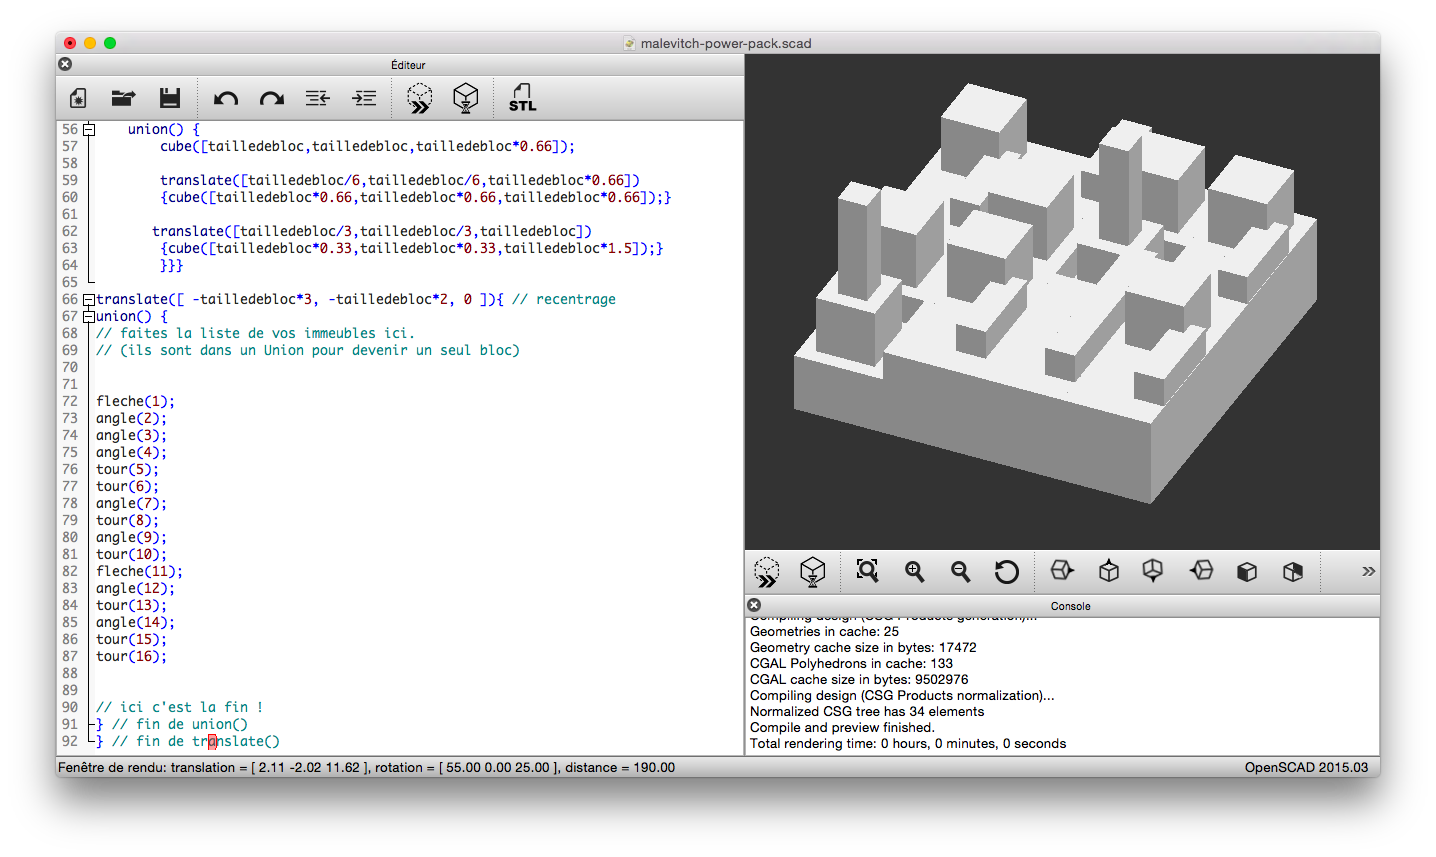 malevitch-power-pack.scad
Éditeur
STL
56 union() {
57 cube([tailledebloc,tailledebloc,tailledebloc*0.66]);
58
59 translate([tailledebloc/6,tailledebloc/6,tailledebloc*0.66])
60 {cube([tailledebloc*0.66,tailledebloc*0.66,tailledebloc*0.66]);}
61
62 translate([tailledebloc/3,tailledebloc/3,tailledebloc])
63 {cube([tailledebloc*0.33,tailledebloc*0.33,tailledebloc*1.5]);}
64 }}}
65
66 translate([ -tailledebloc*3, -tailledebloc*2, 0 ]){ // recentrage
67 union() {
68 // faites la liste de vos immeubles ici.
69 // (ils sont dans un Union pour devenir un seul bloc)
70
71
72 fleche(1);
73 angle(2);
74 angle(3);
75 angle(4);
76 tour(5);
77 tour(6);
78 angle(7);
79 tour(8);
80 angle(9);
81 tour(10);
82 fleche(11);
83 angle(12);
84 tour(13);
85 angle(14);
86 tour(15);
87 tour(16);
88
89
90 // ici c'est la fin !
91 } // fin de union()
92 } // fin de translate()
Console
Compiling design (CSG Products generation)...
Geometries in cache: 25
Geometry cache size in bytes: 17472
CGAL Polyhedrons in cache: 133
CGAL cache size in bytes: 9502976
Compiling design (CSG Products normalization)...
Normalized CSG tree has 34 elements
Compile and preview finished.
Total rendering time: 0 hours, 0 minutes, 0 seconds
Fenêtre de rendu: translation = [ 2.11 -2.02 11.62 ], rotation = [ 55.00 0.00 25.00 ], distance = 190.00
OpenSCAD 2015.03